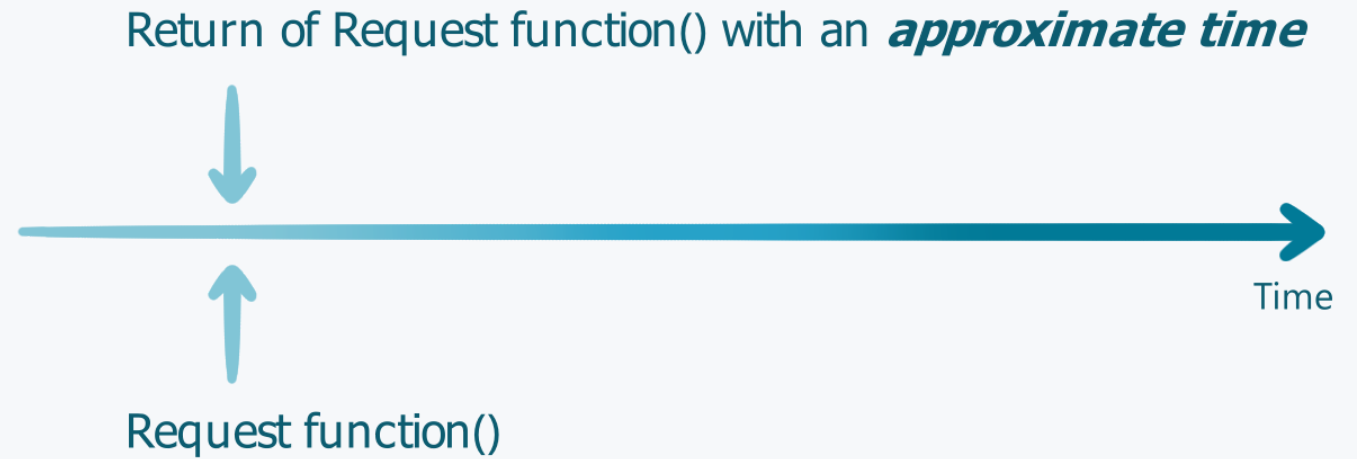 Return of Request function() with an approximate time
Time
Request function()